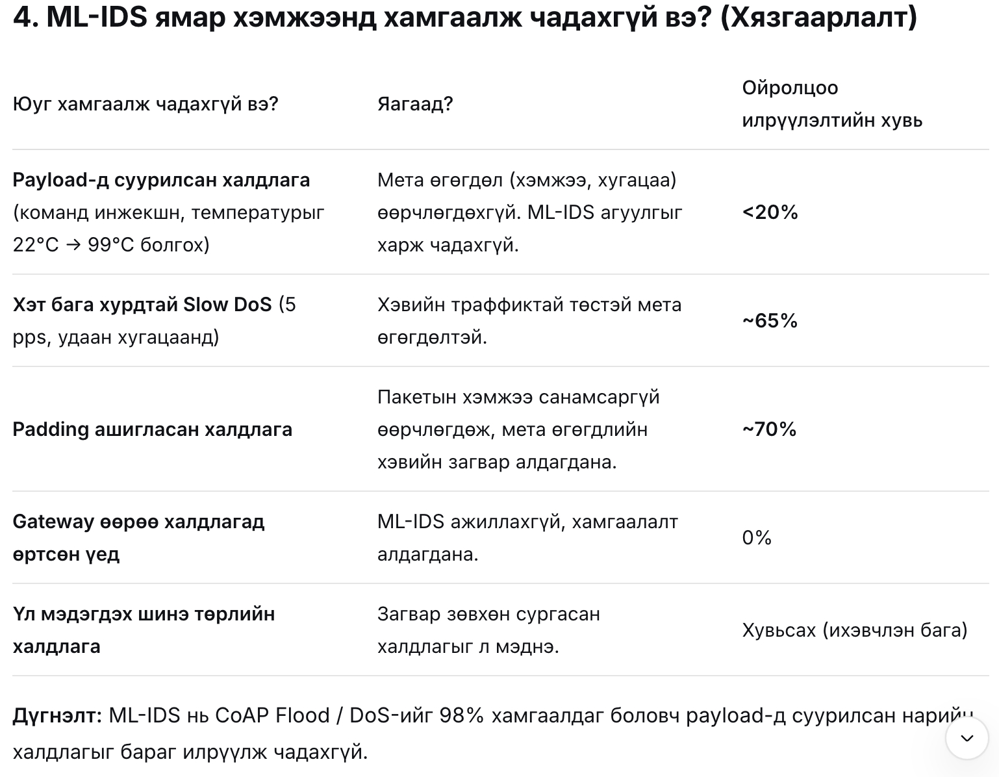 4. ML-IDS ямар хэмжээнд хамгаалж чадахгүй вэ? (Хязгаарлалт)
Юуг хамгаалж чадахгүй вэ?
Яагаад?
Ойролцоо
илрүүлэлтийн хувь
Payload-д суурилсан халдлага
(команд инжекшн, температурыг
22°C → 99°C болгох)
Мета өгөгдөл (хэмжээ, хугацаа)
өөрчлөгдөхгүй. ML-IDS агуулгыг
харж чадахгүй.
<20%
Хэт бага хурдтай Slow DoS (5
pps, удаан хугацаанд)
Хэвийн траффиктай төстэй мета
өгөгдөлтэй.
~65%
Padding ашигласан халдлага
Пакетын хэмжээ санамсаргүй
өөрчлөгдөж, мета өгөгдлийн
хэвийн загвар алдагдана.
~70%
Gateway өөрөө халдлагад
өртсөн үед
ML-IDS ажиллахгүй, хамгаалалт
алдагдана.
0%
Үл мэдэгдэх шинэ төрлийн
халдлага
Загвар зөвхөн сургасан
халдлагыг л мэднэ.
Хувьсах (ихэвчлэн бага)
Дүгнэлт: ML-IDS нь CoAP Flood / DoS-ийг 98% хамгаалдаг боловч payload-д суурилсан нарийн
халдлагыг бараг илрүүлж чадахгүй.